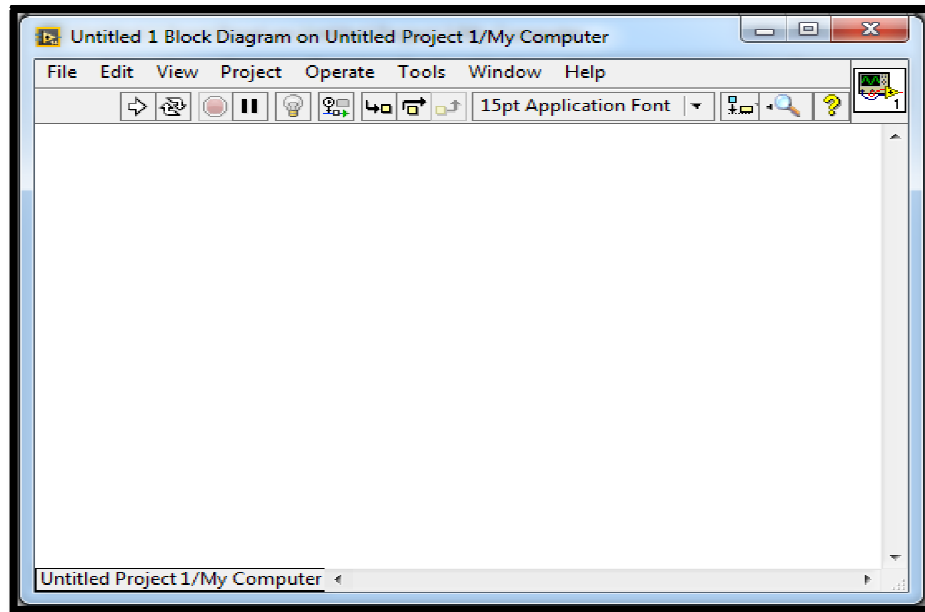 Untitled 1 Block Diagram on Untitled Project 1/My Computer
File Edit View Project Operate Tools Window Help
15pt Application Font
1
Untitled Project 1/My Computer